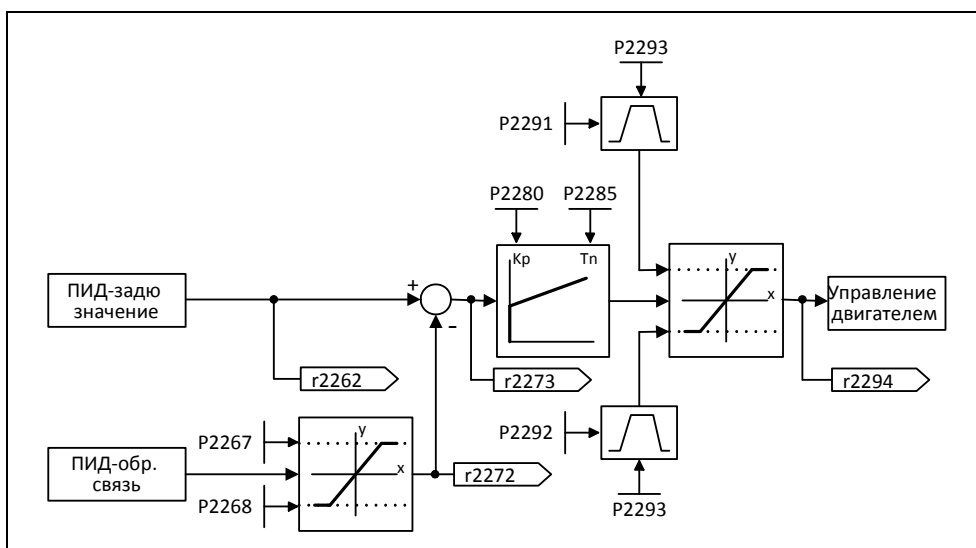 P2293
P2291
P2280
P2285
Kp
Tn
y
x
ПИД-задю
значение
+
-
Управление
двигателем
r2262
r2273
r2294
P2267
y
x
P2292
ПИД-обр.
связь
r2272
P2268
P2293